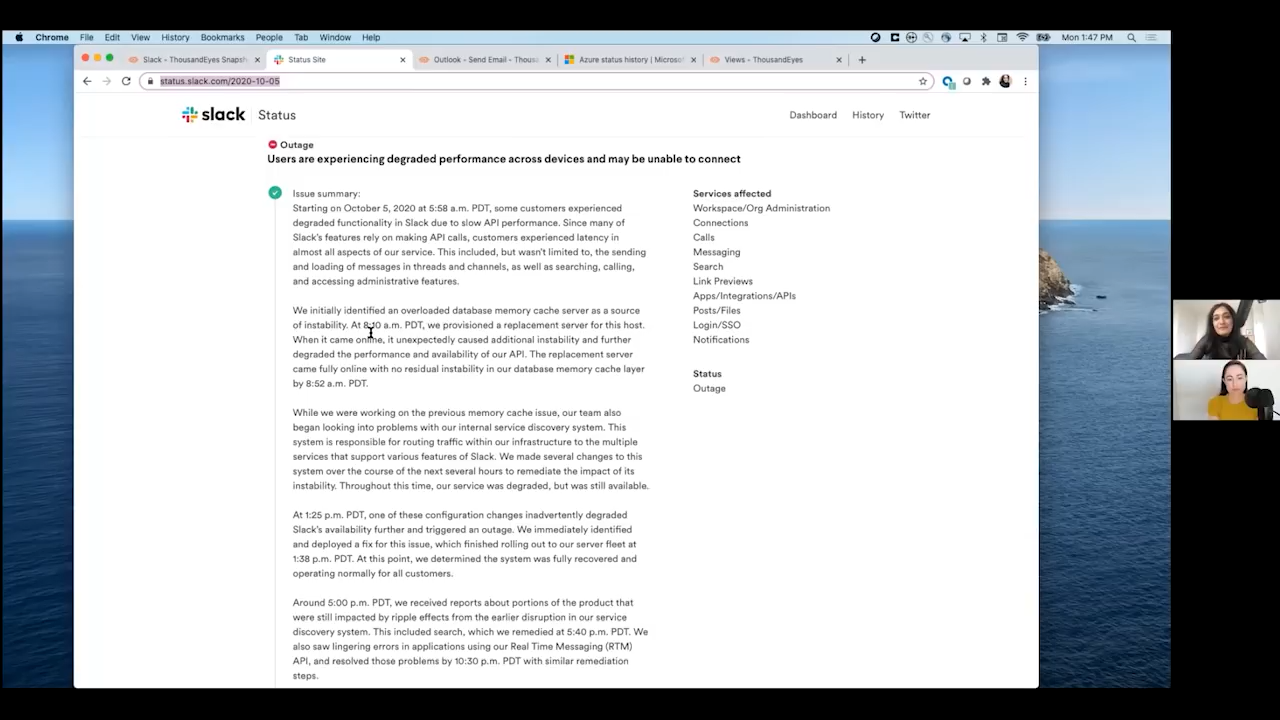 Chrome File Edit View History Bookmarks People Tab Window Help
Mon 1:47 PM
Slack - ThousandEyes Snapsh
Status Site
Outlook - Send Email - Thous
Azure status history | Microsof
Views - ThousandEyes
status.slack.com/2020-10-05
slack Status
Dashboard History Twitter
Outage
Users are experiencing degraded performance across devices and may be unable to connect
Issue summary:
Starting on October 5, 2020 at 5:58 a.m. PDT, some customers experienced
degraded functionality in Slack due to slow API performance. Since many of
Slack's features rely on making API calls, customers experienced latency in
almost all aspects of our service. This included, but wasn't limited to, the sending
and loading of messages in threads and channels, as well as searching, calling,
and accessing administrative features.
We initially identified an overloaded database memory cache server as a source
of instability. At 8:10 a.m. PDT, we provisioned a replacement server for this host.
When it came online, it unexpectedly caused additional instability and further
degraded the performance and availability of our API. The replacement server
came fully online with no residual instability in our database memory cache layer
by 8:52 a.m. PDT.
While we were working on the previous memory cache issue, our team also
began looking into problems with our internal service discovery system. This
system is responsible for routing traffic within our infrastructure to the multiple
services that support various features of Slack. We made several changes to this
system over the course of the next several hours to remediate the impact of its
instability. Throughout this time, our service was degraded, but was still available.
At 1:25 p.m. PDT, one of these configuration changes inadvertently degraded
Slack's availability further and triggered an outage. We immediately identified
and deployed a fix for this issue, which finished rolling out to our server fleet at
1:38 p.m. PDT. At this point, we determined the system was fully recovered and
operating normally for all customers.
Around 5:00 p.m. PDT, we received reports about portions of the product that
were still impacted by ripple effects from the earlier disruption in our service
discovery system. This included search, which we remedied at 5:40 p.m. PDT. We
also saw lingering errors in applications using our Real Time Messaging (RTM)
API, and resolved those problems by 10:30 p.m. PDT with similar remediation
steps.
Services affected
Workspace/Org Administration
Connections
Calls
Messaging
Search
Link Previews
Apps/Integrations/APIs
Posts/Files
Login/SSO
Notifications
Status
Outage